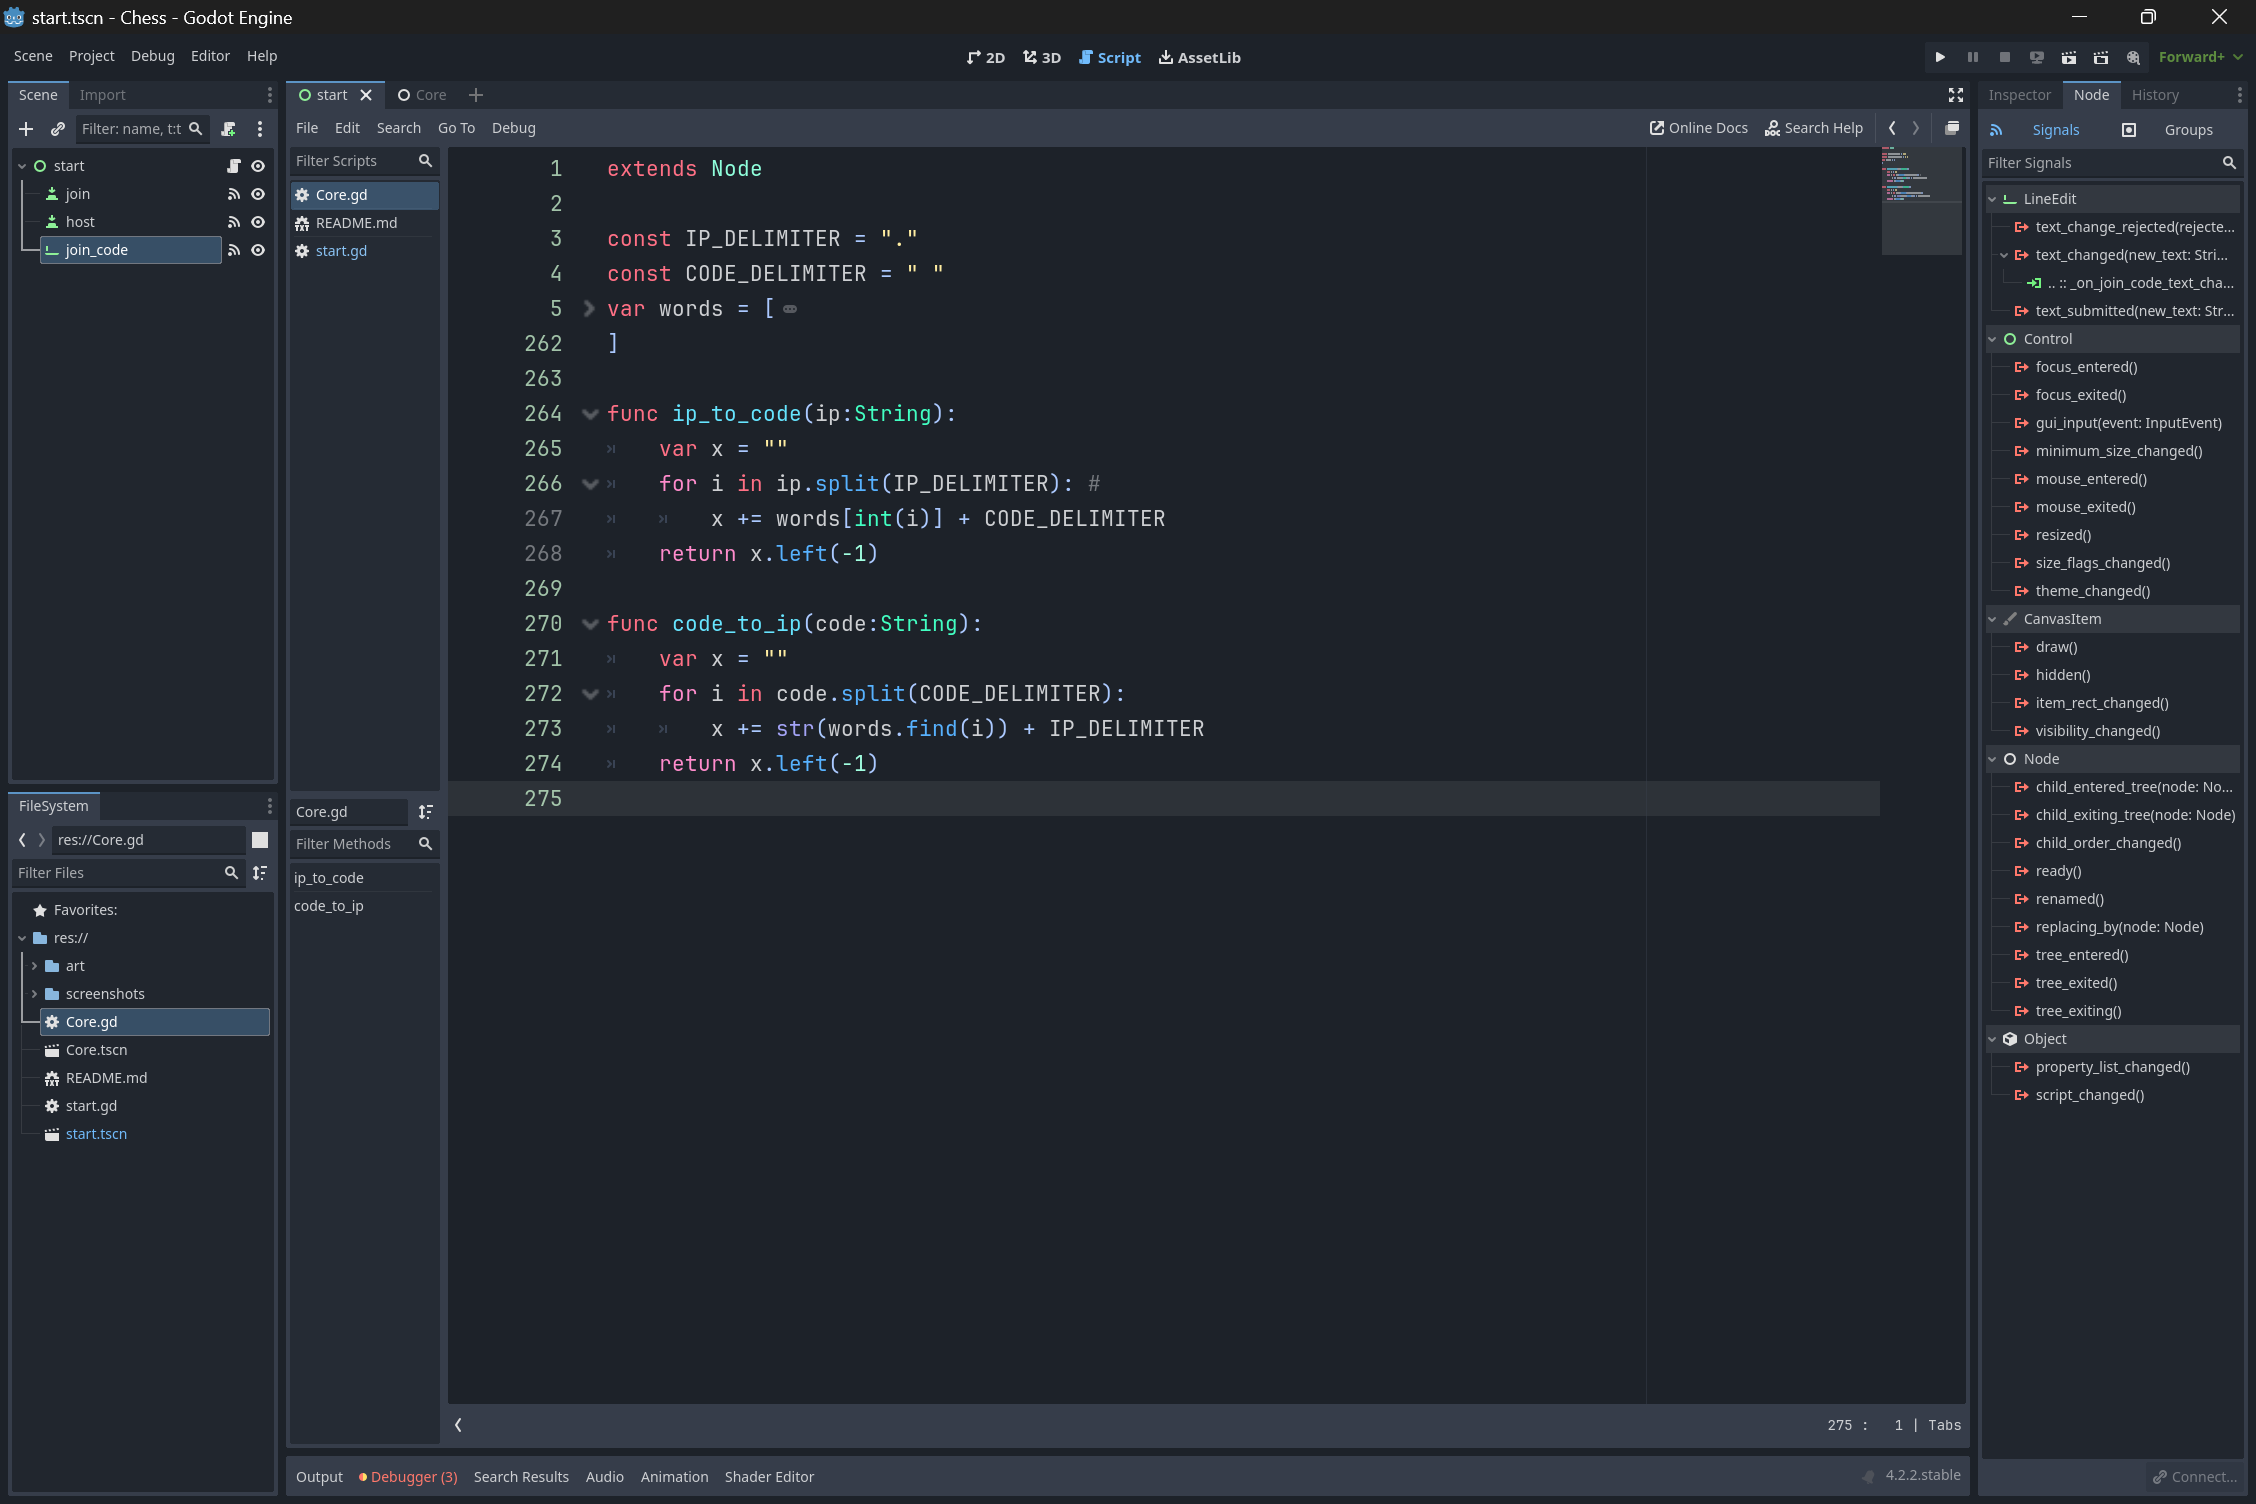 start.tscn - Chess - Godot Engine
Scene Project Debug Editor Help
2D 3D Script AssetLib
Forward+
Scene Import
Filter: name, t:t
start
join
host
join_code
FileSystem
res://Core.gd
Filter Files
Favorites:
res://
art
screenshots
Core.gd
Core.tscn
README.md
start.gd
start.tscn
start Core
File Edit Search Go To Debug
Online Docs Search Help
Filter Scripts
Core.gd
README.md
start.gd
Core.gd
Filter Methods
ip_to_code
code_to_ip
1 extends Node
2
3 const IP_DELIMITER = "."
4 const CODE_DELIMITER = " "
5 var words = [
262 ]
263
264 func ip_to_code(ip:String):
265 var x = ""
266 for i in ip.split(IP_DELIMITER): #
267 x += words[int(i)] + CODE_DELIMITER
268 return x.left(-1)
269
270 func code_to_ip(code:String):
271 var x = ""
272 for i in code.split(CODE_DELIMITER):
273 x += str(words.find(i)) + IP_DELIMITER
274 return x.left(-1)
275
275 : 1 | Tabs
Output Debugger (3) Search Results Audio Animation Shader Editor
4.2.2.stable
Inspector Node History
Signals Groups
Filter Signals
LineEdit
text_change_rejected(rejecte...
text_changed(new_text: Stri...
.. :: _on_join_code_text_cha...
text_submitted(new_text: Str...
Control
focus_entered()
focus_exited()
gui_input(event: InputEvent)
minimum_size_changed()
mouse_entered()
mouse_exited()
resized()
size_flags_changed()
theme_changed()
CanvasItem
draw()
hidden()
item_rect_changed()
visibility_changed()
Node
child_entered_tree(node: No...
child_exiting_tree(node: Node)
child_order_changed()
ready()
renamed()
replacing_by(node: Node)
tree_entered()
tree_exited()
tree_exiting()
Object
property_list_changed()
script_changed()
Connect...